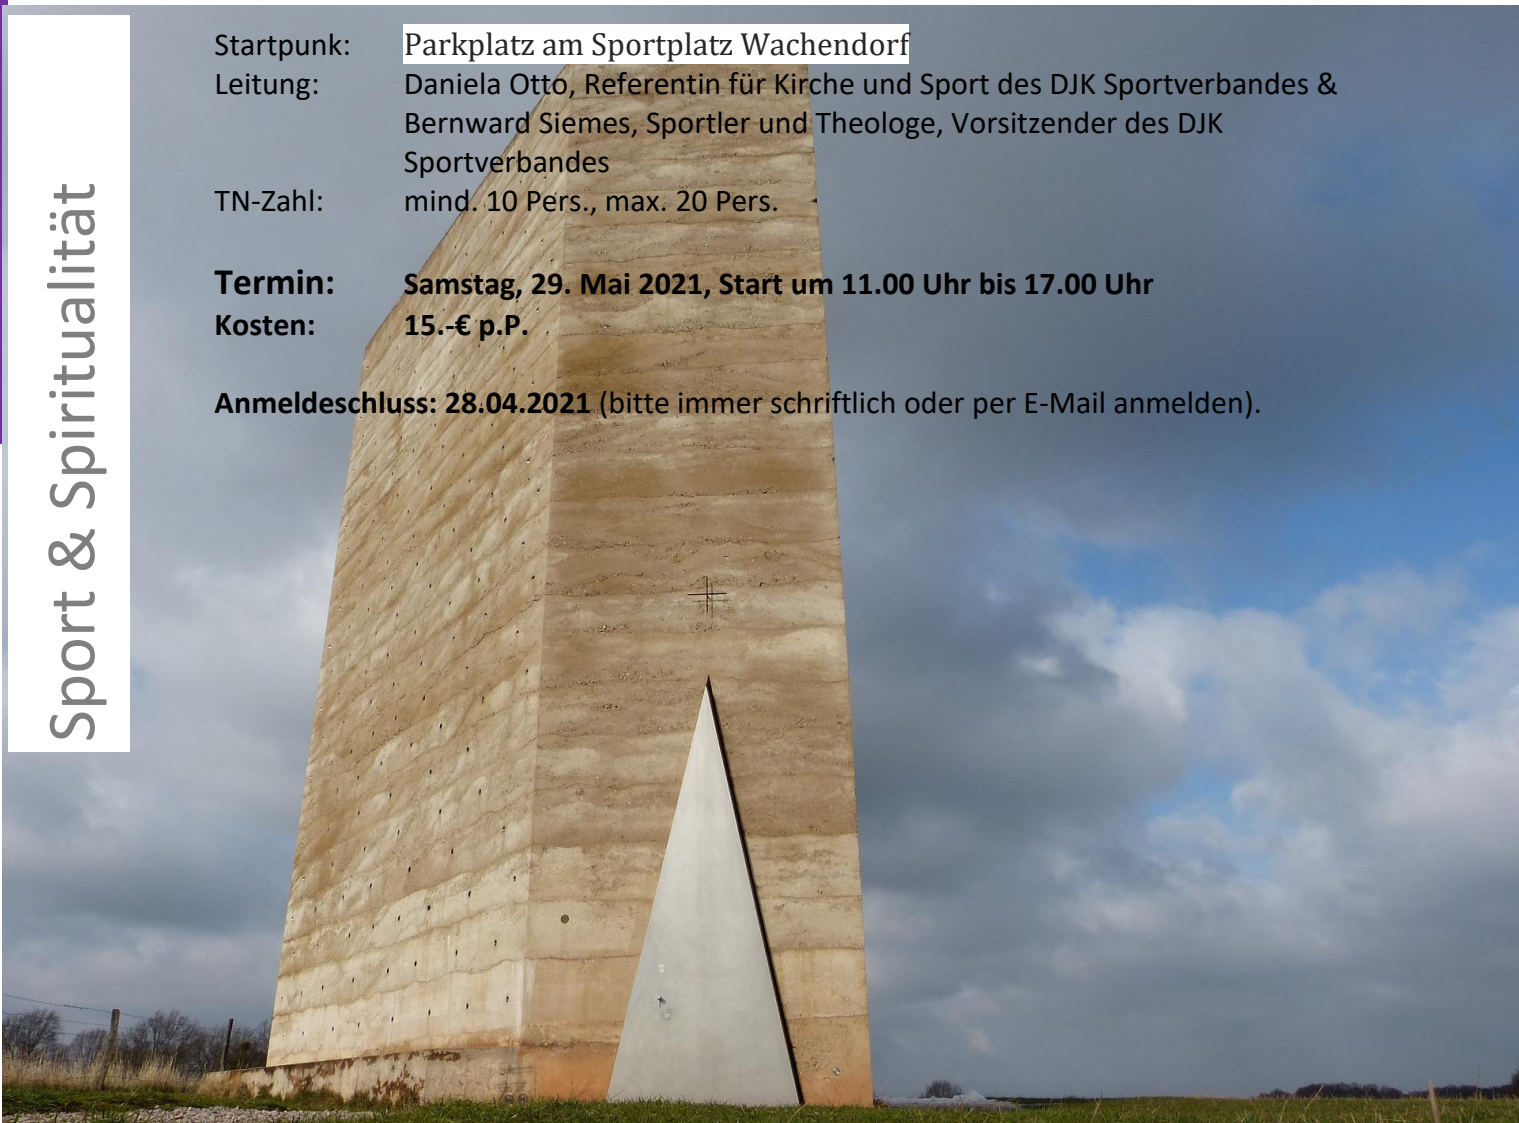 Sport & Spiritualität
Startpunk: Parkplatz am Sportplatz Wachendorf
Leitung: Daniela Otto, Referentin für Kirche und Sport des DJK Sportverbandes &
Bernward Siemes, Sportler und Theologe, Vorsitzender des DJK
Sportverbandes
TN-Zahl: mind. 10 Pers., max. 20 Pers.
Termin: Samstag, 29. Mai 2021, Start um 11.00 Uhr bis 17.00 Uhr
Kosten: 15.-€ p.P.
Anmeldeschluss: 28.04.2021 (bitte immer schriftlich oder per E-Mail anmelden).